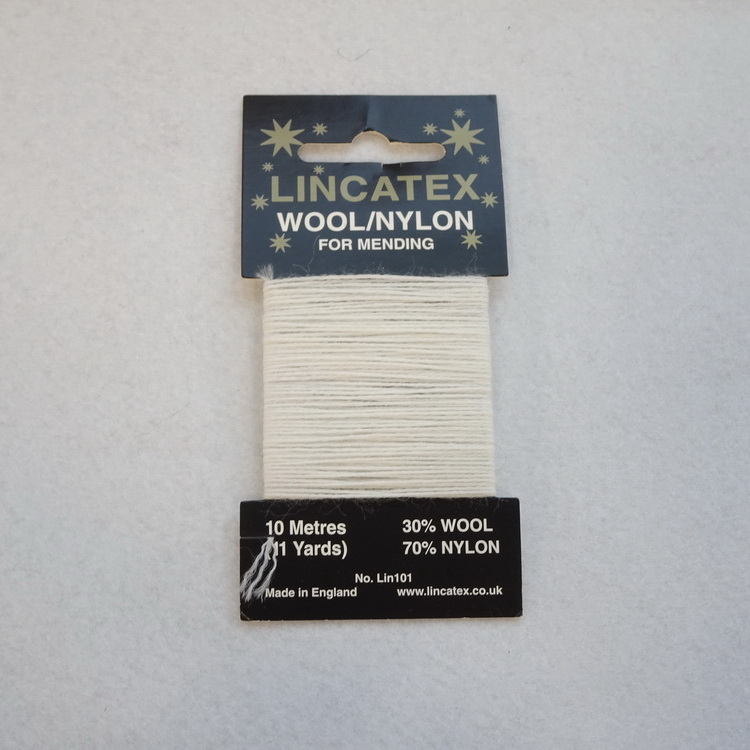 LINCATEX
WOOL/NYLON
FOR MENDING
10 Metres 30% WOOL
(11 Yards) 70% NYLON
No. Lin101
Made in England www.lincatex.co.uk